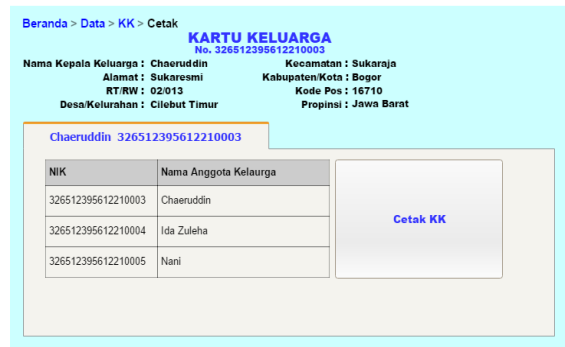 Beranda > Data > KK > Cetak
KARTU KELUARGA
No. 326512395612210003
Nama Kepala Keluarga : Chaeruddin Kecamatan : Sukaraja
Alamat : Sukaresmi Kabupaten/Kota : Bogor
RT/RW : 02/013 Kode Pos : 16710
Desa/Kelurahan : Cilebut Timur Propinsi : Jawa Barat
Chaeruddin 326512395612210003
NIK Nama Anggota Kelaurga
326512395612210003 Chaeruddin
326512395612210004 Ida Zuleha
326512395612210005 Nani
Cetak KK